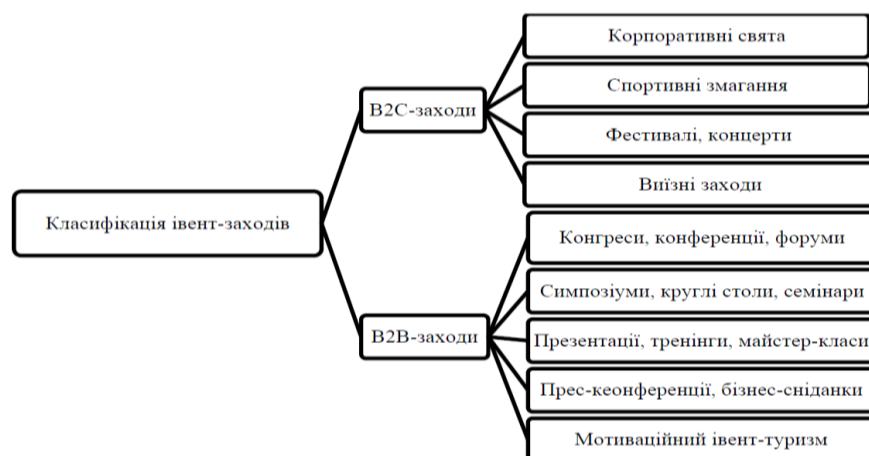 Корпоративні свята
Спортивні змагання
В2С-заходи
Фестивалі, концерти
Виїзні заходи
Класифікація івент-заходів
Конгреси, конференції, форуми
Симпозіуми, круглі столи, семінари
В2В-заходи
Презентації, тренінги, майстер-класи
Прес-кеонференції, бізнес-сніданки
Мотиваційний івент-туризм